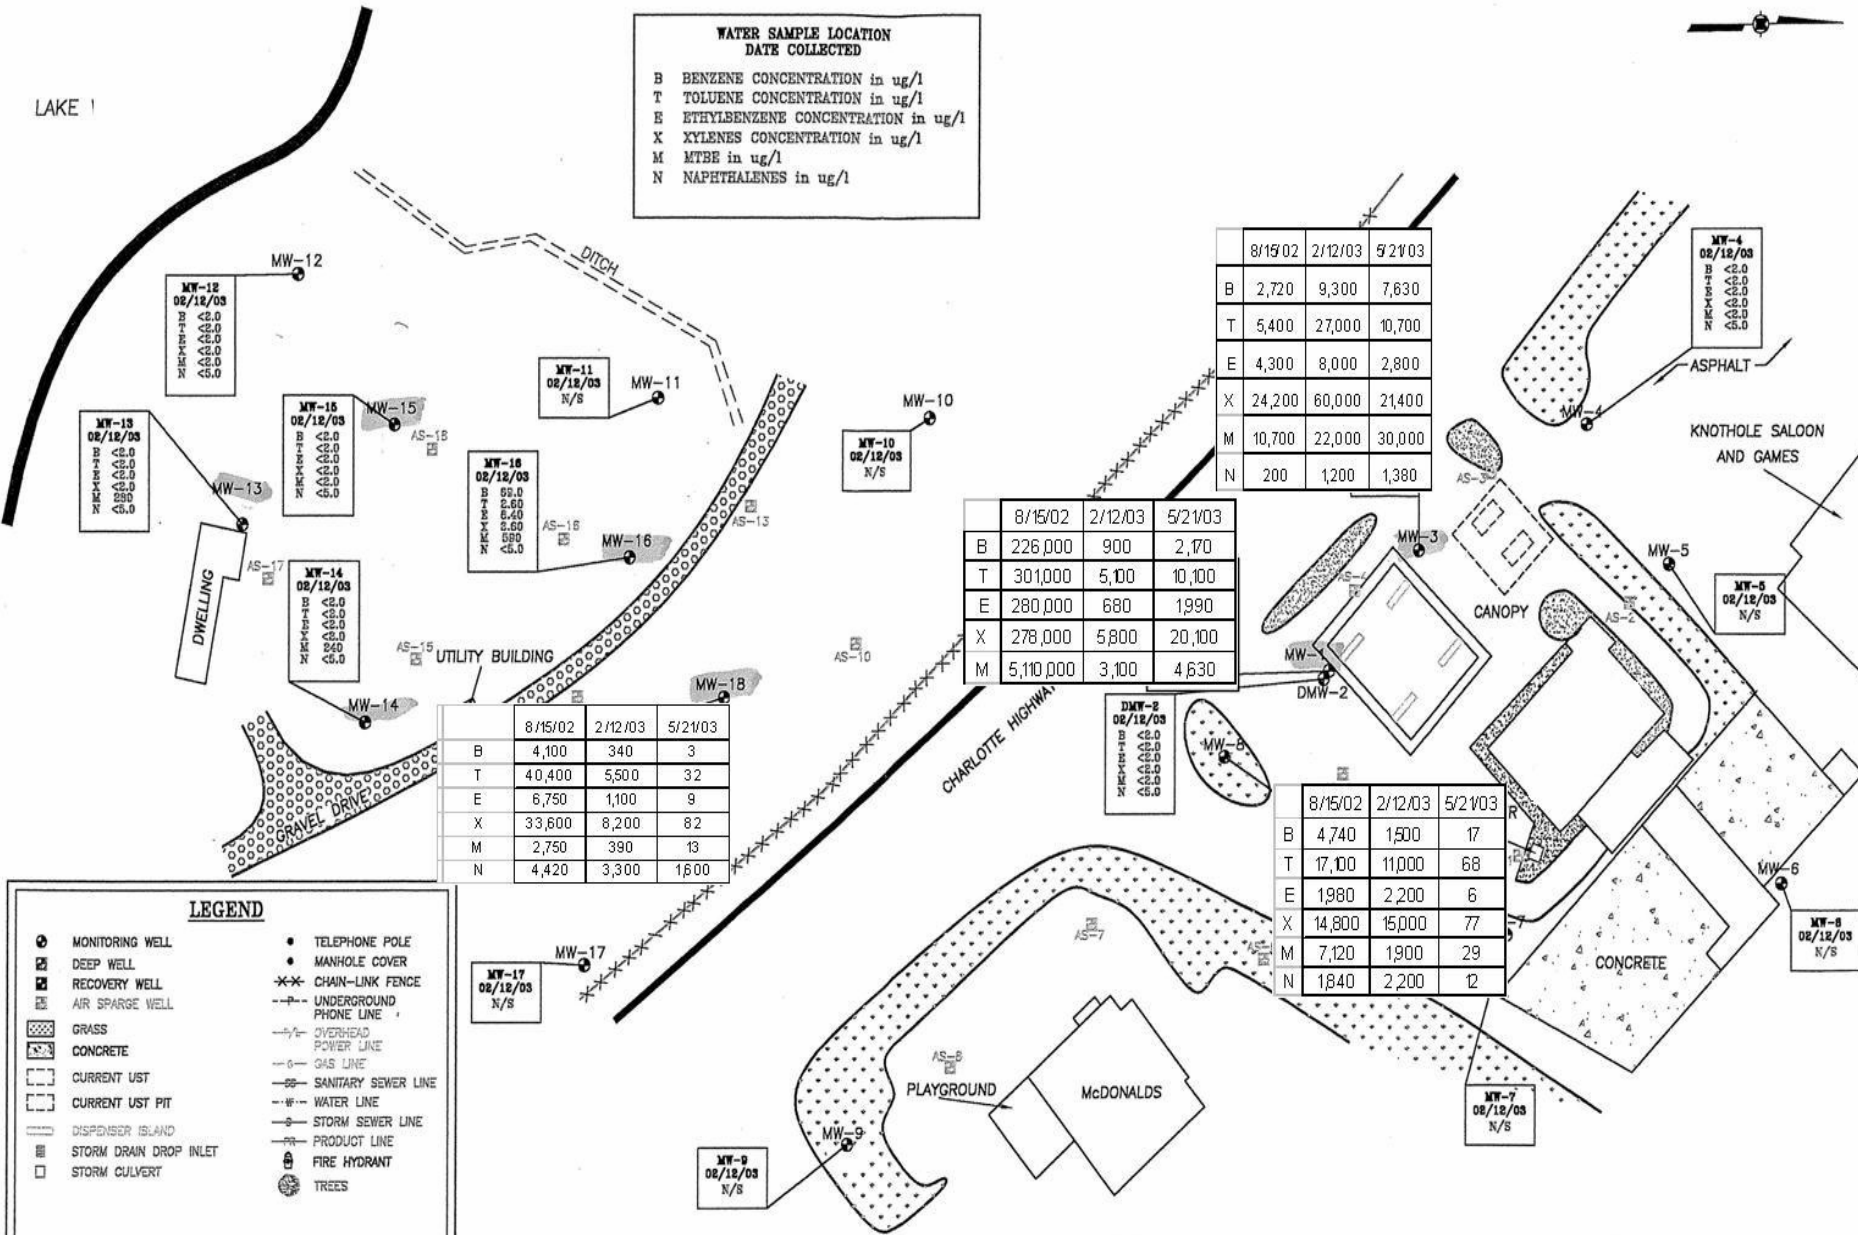 LAKE
WATER SAMPLE LOCATION
DATE COLLECTED
B BENZENE CONCENTRATION in ug/l
T TOLUENE CONCENTRATION in ug/l
E ETHYLBENZENE CONCENTRATION in ug/l
X XYLENES CONCENTRATION in ug/l
M MTBE in ug/l
N NAPHTHALENES in ug/l
DITCH
MW-12
MW-12
02/12/03
B <2.0
T <2.0
E <2.0
X <2.0
M <2.0
N <5.0
MW-13
02/12/03
B <2.0
T <2.0
E <2.0
X <2.0
M 290
N <5.0
MW-13
MW-15
02/12/03
B <2.0
T <2.0
E <2.0
X <2.0
M <2.0
N <5.0
MW-15
AS-18
MW-11
02/12/03
N/S
MW-11
MW-16
02/12/03
B 52.0
T 2.60
E 6.40
X 2.60
M 590
N <5.0
AS-16
MW-16
AS-13
MW-10
MW-10
02/12/03
N/S
AS-17
DWELLING
MW-14
02/12/03
B <2.0
T <2.0
E <2.0
X <2.0
M 240
N <5.0
MW-14
AS-15
UTILITY BUILDING
GRAVEL DRIVE
MW-18
AS-10
8/15/02 2/12/03 5/21/03
B 4,100 340 3
T 40,400 5,500 32
E 6,750 1,100 9
X 33,600 8,200 82
M 2,750 390 13
N 4,420 3,300 1,600
8/15/02 2/12/03 5/21/03
B 2,720 9,300 7,630
T 5,400 27,000 10,700
E 4,300 8,000 2,800
X 24,200 60,000 21,400
M 10,700 22,000 30,000
N 200 1,200 1,380
8/15/02 2/12/03 5/21/03
B 226,000 900 2,170
T 301,000 5,100 10,100
E 280,000 680 1,990
X 278,000 5,800 20,100
M 5,110,000 3,100 4,630
MW-4
02/12/03
B <2.0
T <2.0
E <2.0
X <2.0
M <2.0
N <5.0
ASPHALT
MW-4
KNOTHOLE SALOON
AND GAMES
AS-3
MW-3
AS-4
CANOPY
MW-5
MW-5
02/12/03
N/S
AS-2
MW-1
DMW-2
CHARLOTTE HIGHWAY
DMW-2
02/12/03
B <2.0
T <2.0
E <2.0
X <2.0
M <2.0
N <5.0
MW-8
8/15/02 2/12/03 5/21/03
B 4,740 1,500 17
T 17,100 11,000 68
E 1,980 2,200 6
X 14,800 15,000 77
M 7,120 1,900 29
N 1,840 2,200 12
R
MW-6
MW-6
02/12/03
N/S
CONCRETE
MW-7
02/12/03
N/S
AS-7
AS-8
PLAYGROUND
McDONALDS
MW-9
MW-9
02/12/03
N/S
MW-17
MW-17
02/12/03
N/S
LEGEND
MONITORING WELL
DEEP WELL
RECOVERY WELL
AIR SPARGE WELL
GRASS
CONCRETE
CURRENT UST
CURRENT UST PIT
DISPENSER ISLAND
STORM DRAIN DROP INLET
STORM CULVERT
TELEPHONE POLE
MANHOLE COVER
CHAIN-LINK FENCE
UNDERGROUND
PHONE LINE
OVERHEAD
POWER LINE
GAS LINE
SANITARY SEWER LINE
WATER LINE
STORM SEWER LINE
PRODUCT LINE
FIRE HYDRANT
TREES